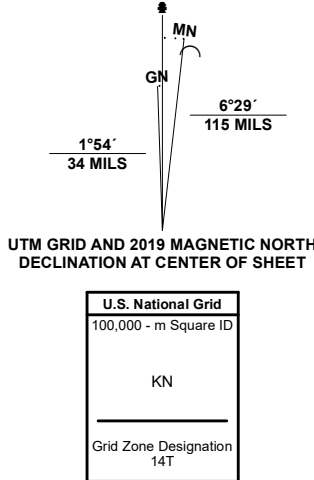 MN
GN
6°29´
115 MILS
1°54´
34 MILS
UTM GRID AND 2019 MAGNETIC NORTH
DECLINATION AT CENTER OF SHEET
U.S. National Grid
100,000 - m Square ID
KN
Grid Zone Designation
14T